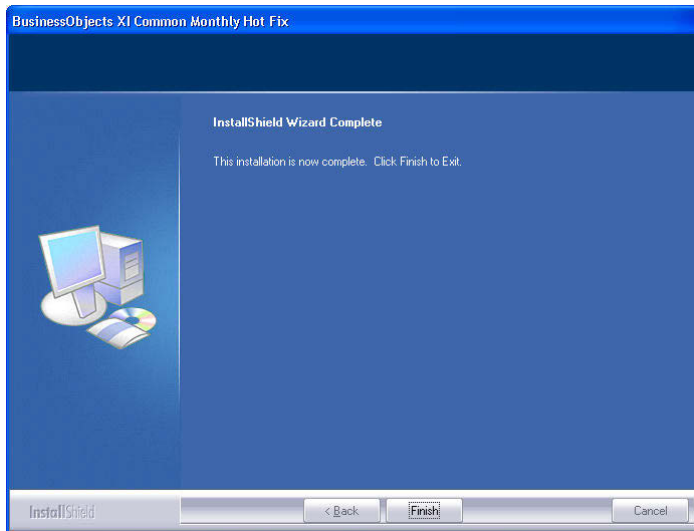 BusinessObjects XI Common Monthly Hot Fix
InstallShield Wizard Complete
This installation is now complete. Click Finish to Exit.
InstallShield
< Back
Finish
Cancel